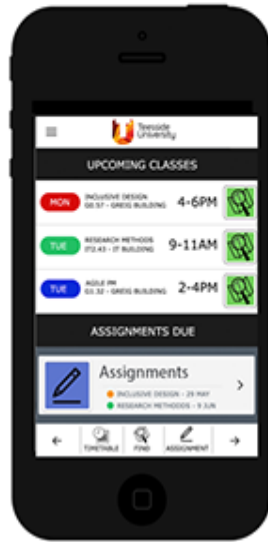 Teesside
University
UPCOMING CLASSES
MON
INCLUSIVE DESIGN
G0.57 - GREIG BUILDING
4-6PM
TUE
RESEARCH METHODS
IT2.43 - IT BUILDING
9-11AM
TUE
AGILE PM
G1.32 - GREIG BUILDING
2-4PM
ASSIGNMENTS DUE
Assignments
INCLUSIVE DESIGN - 29 MAY
RESEARCH METHODS - 9 JUN
TIMETABLE
FIND
ASSIGNMENT